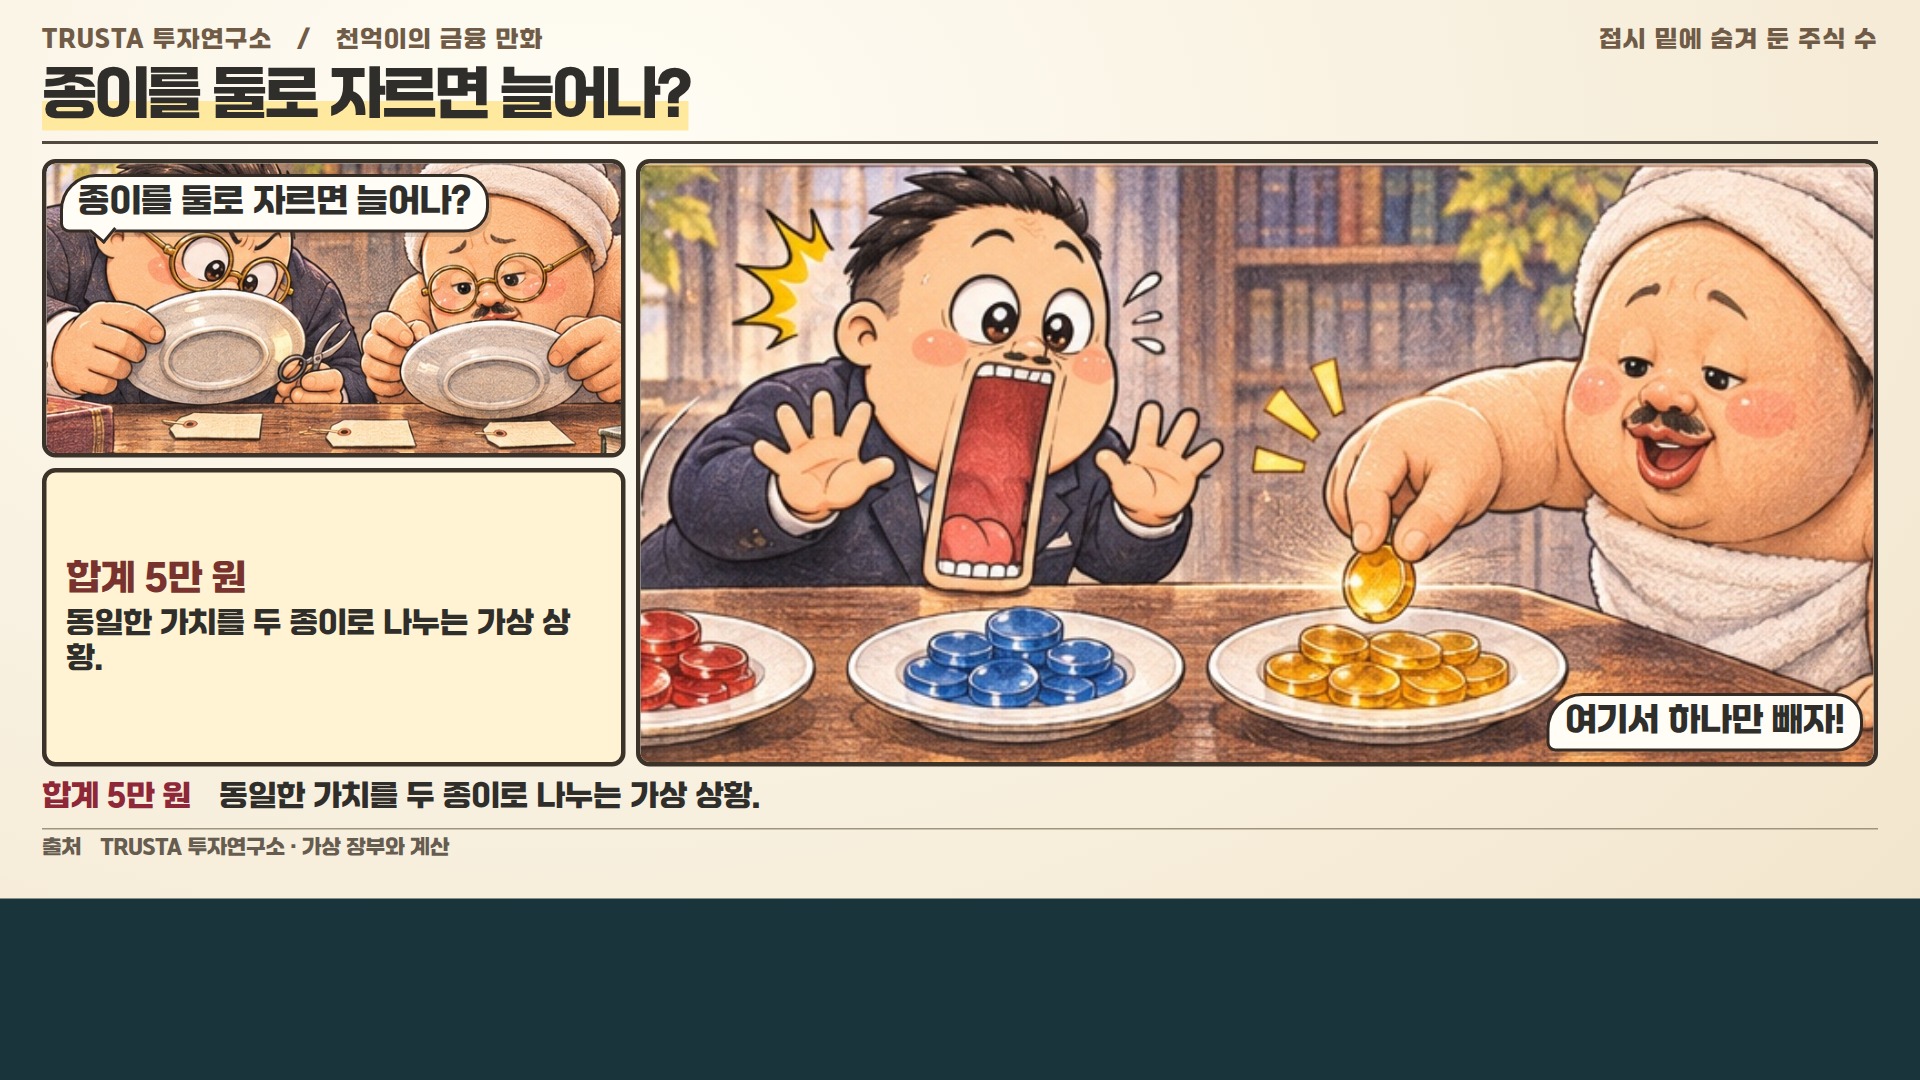 TRUSTA 투자연구소 / 천억이의 금융 만화
접시 밑에 숨겨 둔 주식 수
종이를 둘로 자르면 늘어나?
종이를 둘로 자르면 늘어나?
합계 5만 원
동일한 가치를 두 종이로 나누는 가상 상
황.
여기서 하나만 빼자!
합계 5만 원 동일한 가치를 두 종이로 나누는 가상 상황.
출처 TRUSTA 투자연구소 · 가상 장부와 계산